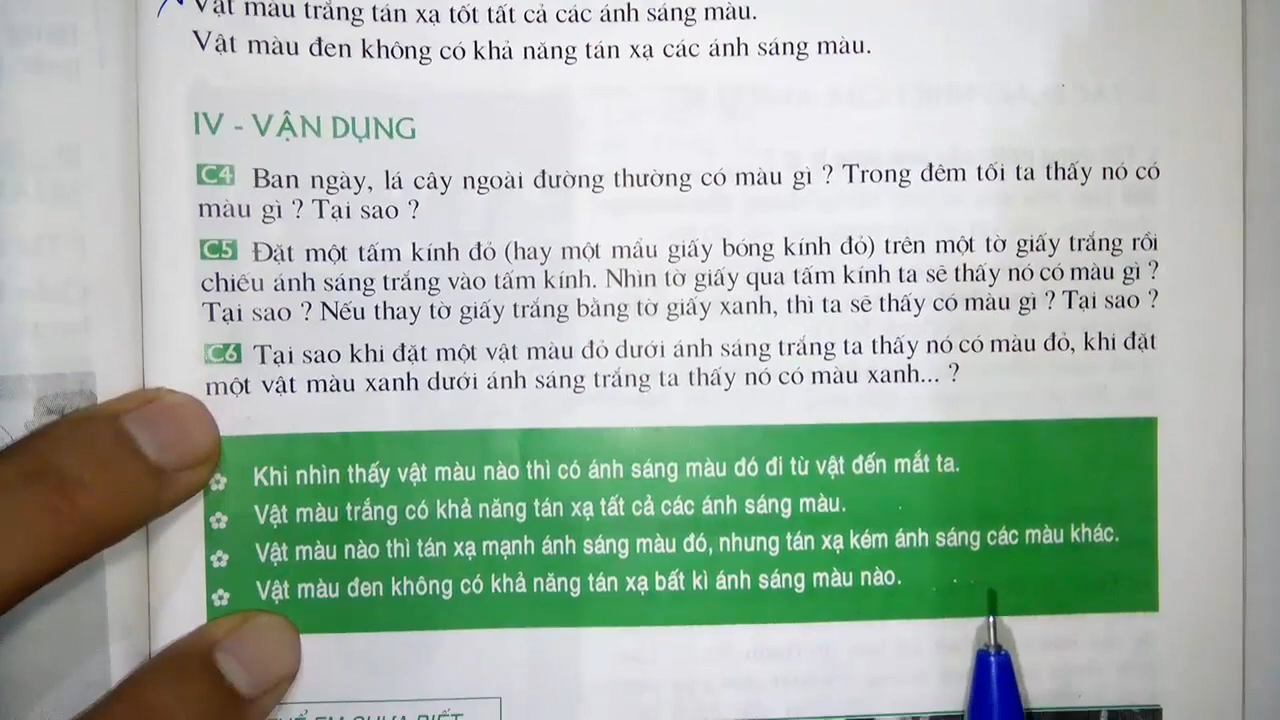 Vật màu trắng tán xạ tốt tất cả các ánh sáng màu.
Vật màu đen không có khả năng tán xạ các ánh sáng màu.
IV - VẬN DỤNG
C4 Ban ngày, lá cây ngoài đường thường có màu gì ? Trong đêm tối ta thấy nó có
màu gì ? Tại sao ?
C5 Đặt một tấm kính đỏ (hay một mẩu giấy bóng kính đỏ) trên một tờ giấy trắng rồi
chiếu ánh sáng trắng vào tấm kính. Nhìn tờ giấy qua tấm kính ta sẽ thấy nó có màu gì ?
Tại sao ? Nếu thay tờ giấy trắng bằng tờ giấy xanh, thì ta sẽ thấy có màu gì ? Tại sao ?
C6 Tại sao khi đặt một vật màu đỏ dưới ánh sáng trắng ta thấy nó có màu đỏ, khi đặt
một vật màu xanh dưới ánh sáng trắng ta thấy nó có màu xanh... ?
Khi nhìn thấy vật màu nào thì có ánh sáng màu đó đi từ vật đến mắt ta.
Vật màu trắng có khả năng tán xạ tất cả các ánh sáng màu.
Vật màu nào thì tán xạ mạnh ánh sáng màu đó, nhưng tán xạ kém ánh sáng các màu khác.
Vật màu đen không có khả năng tán xạ bất kì ánh sáng màu nào.
EM CHƯA BIẾT